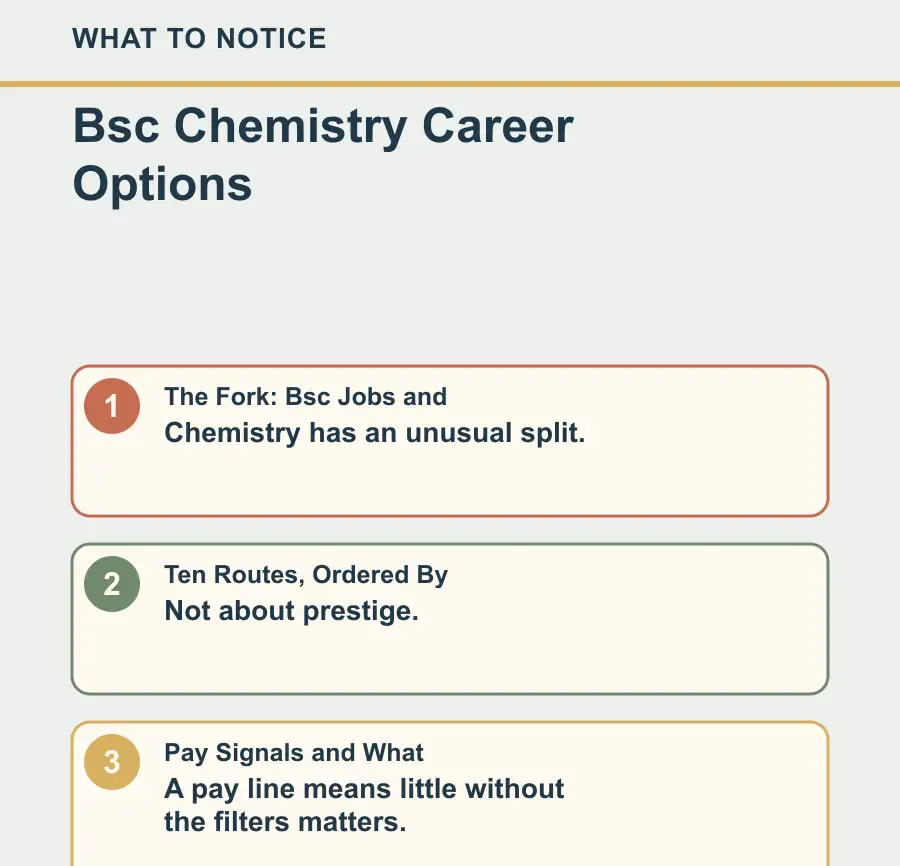 WHAT TO NOTICE
Bsc Chemistry Career
Options
1
The Fork: Bsc Jobs and
Chemistry has an unusual split.
2
Ten Routes, Ordered By
Not about prestige.
3
Pay Signals and What
A pay line means little without
the filters matters.